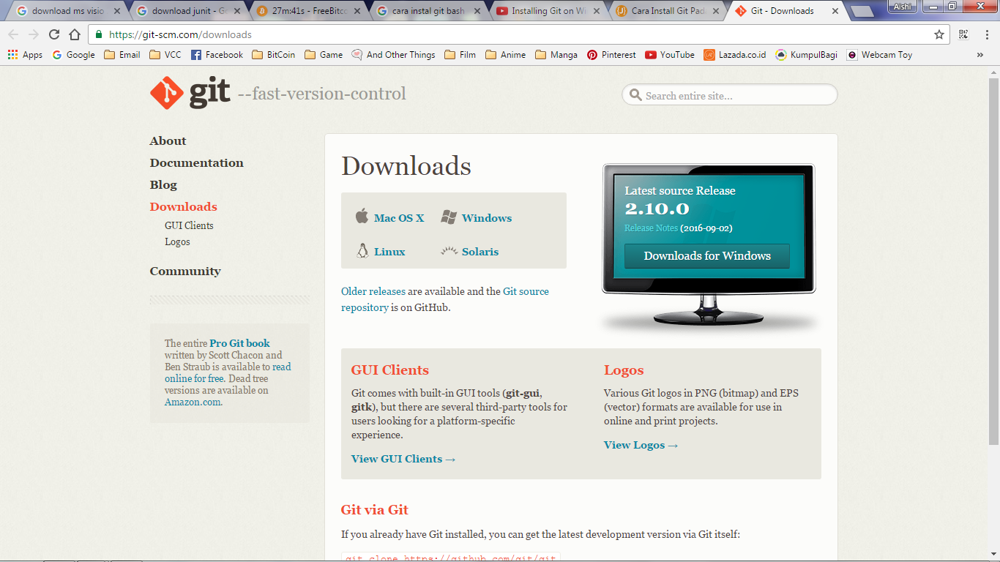 download ms visio
download junit - G
27m:41s - FreeBitco
cara instal git bash
Installing Git on Wi
Cara Install Git Pad
Git - Downloads
Aishi
https://git-scm.com/downloads
Apps
Google
Email
VCC
Facebook
BitCoin
Game
And Other Things
Film
Anime
Manga
Pinterest
YouTube
Lazada.co.id
KumpulBagi
Webcam Toy
»
git --fast-version-control
Search entire site...
About
Documentation
Blog
Downloads
GUI Clients
Logos
Community
The entire Pro Git book
written by Scott Chacon and
Ben Straub is available to read
online for free. Dead tree
versions are available on
Amazon.com.
Downloads
Mac OS X
Windows
Linux
Solaris
Older releases are available and the Git source
repository is on GitHub.
Latest source Release
2.10.0
Release Notes (2016-09-02)
Downloads for Windows
GUI Clients
Git comes with built-in GUI tools (git-gui,
gitk), but there are several third-party tools for
users looking for a platform-specific
experience.
View GUI Clients →
Logos
Various Git logos in PNG (bitmap) and EPS
(vector) formats are available for use in
online and print projects.
View Logos →
Git via Git
If you already have Git installed, you can get the latest development version via Git itself:
git clone https://github.com/git/git